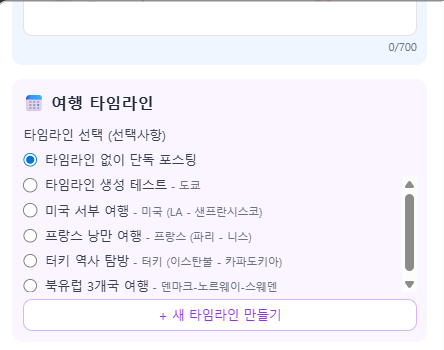 0/700
여행 타임라인
타임라인 선택 (선택사항)
타임라인 없이 단독 포스팅
타임라인 생성 테스트 - 도쿄
미국 서부 여행 - 미국 (LA - 샌프란시스코)
프랑스 낭만 여행 - 프랑스 (파리 - 니스)
터키 역사 탐방 - 터키 (이스탄불 - 카파도키아)
북유럽 3개국 여행 - 덴마크-노르웨이-스웨덴
+ 새 타임라인 만들기